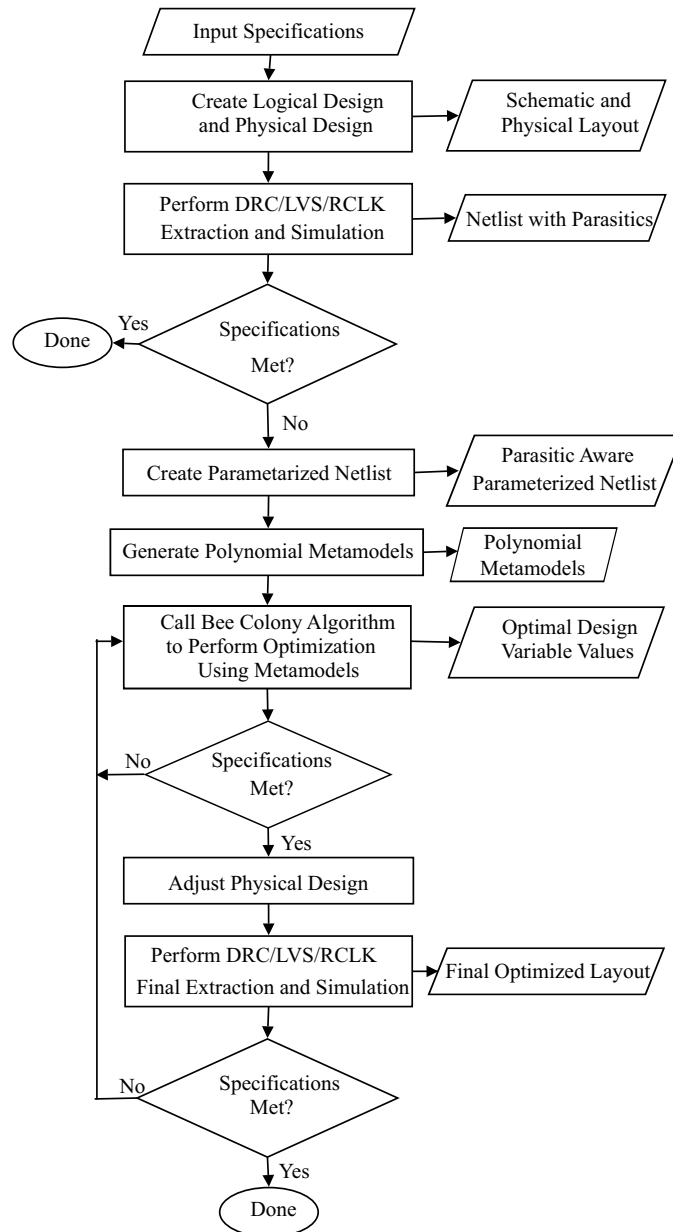 Input Specifications
Create Logical Design
and Physical Design
Schematic and
Physical Layout
Perform DRC/LVS/RCLK
Extraction and Simulation
Netlist with Parasitics
Specifications
Met?
Yes
Done
No
Create Parametarized Netlist
Parasitic Aware
Parameterized Netlist
Generate Polynomial Metamodels
Polynomial
Metamodels
Call Bee Colony Algorithm
to Perform Optimization
Using Metamodels
Optimal Design
Variable Values
Specifications
Met?
No
Yes
Adjust Physical Design
Perform DRC/LVS/RCLK
Final Extraction and Simulation
Final Optimized Layout
Specifications
Met?
No
Yes
Done